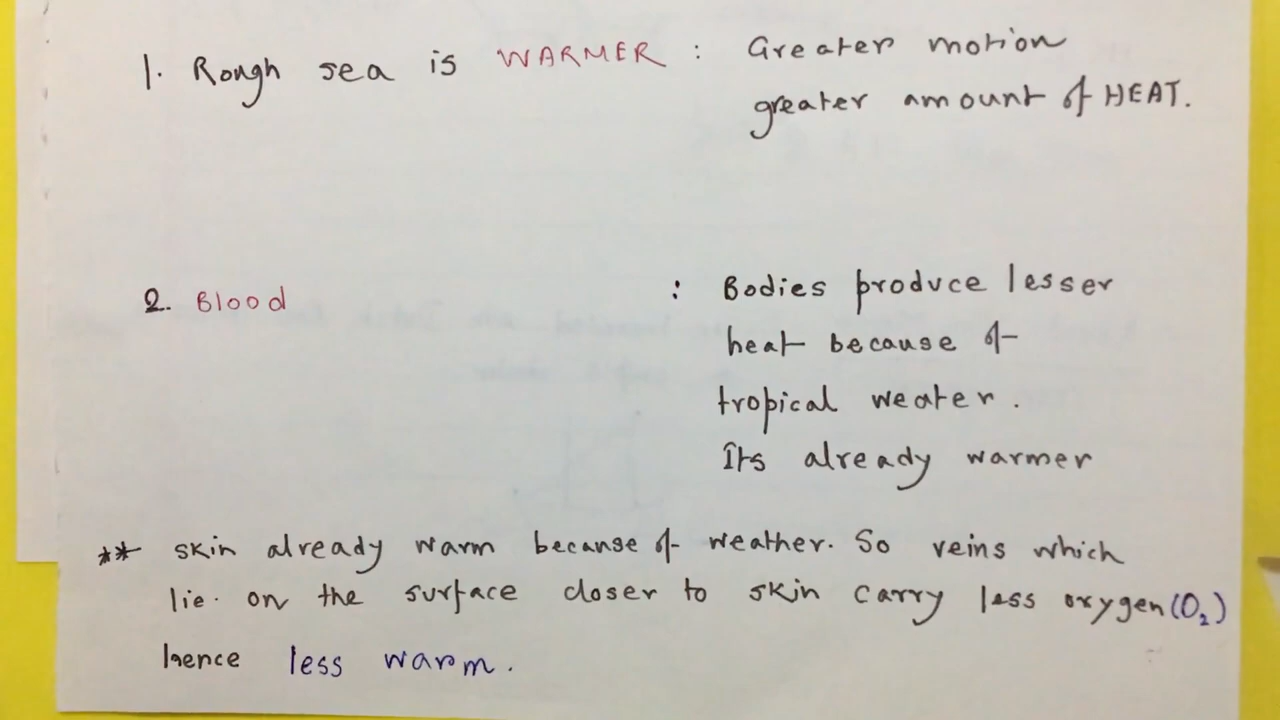 1. Rough sea is WARMER : Greater motion
greater amount of HEAT.
2. Blood : Bodies produce lesser
heat because of
tropical weater.
Its already warmer
** skin already warm because of weather. So veins which
lie on the surface closer to skin carry less oxygen (O₂)
hence less warm.